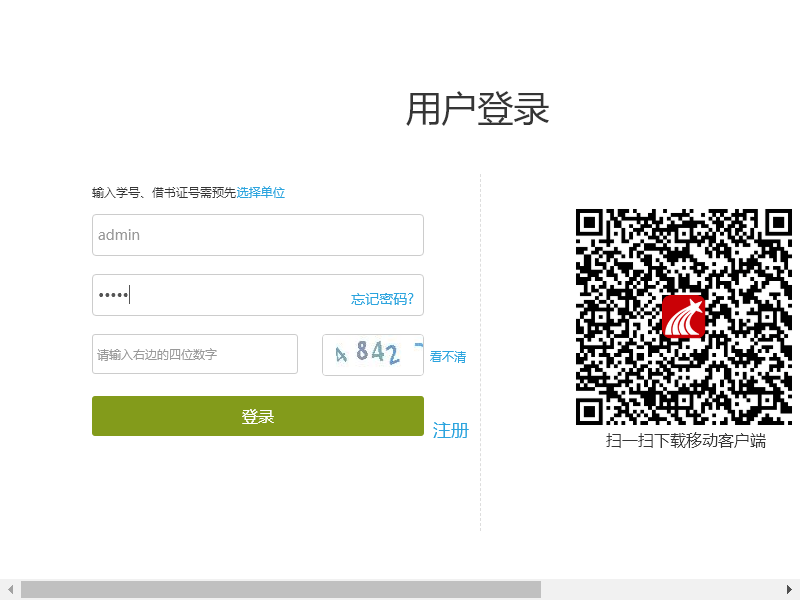 用户登录
输入学号、借书证号需预先选择单位
admin
•••••
忘记密码?
请输入右边的四位数字
4842
看不清
登录
注册
扫一扫下载移动客户端